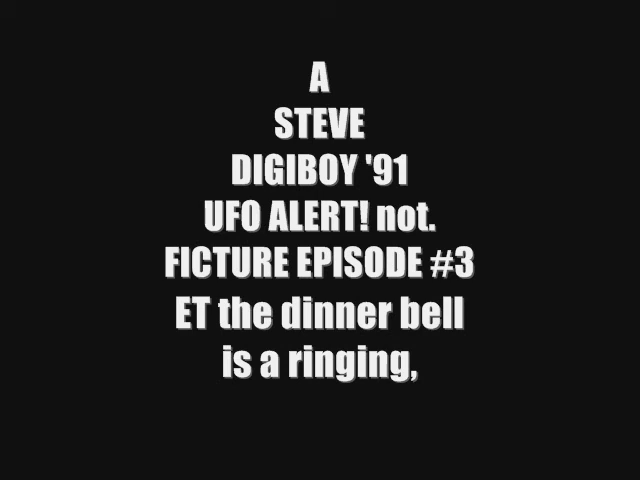 A
STEVE
DIGIBOY '91
UFO ALERT! not.
FICTURE EPISODE #3
ET the dinner bell
is a ringing,